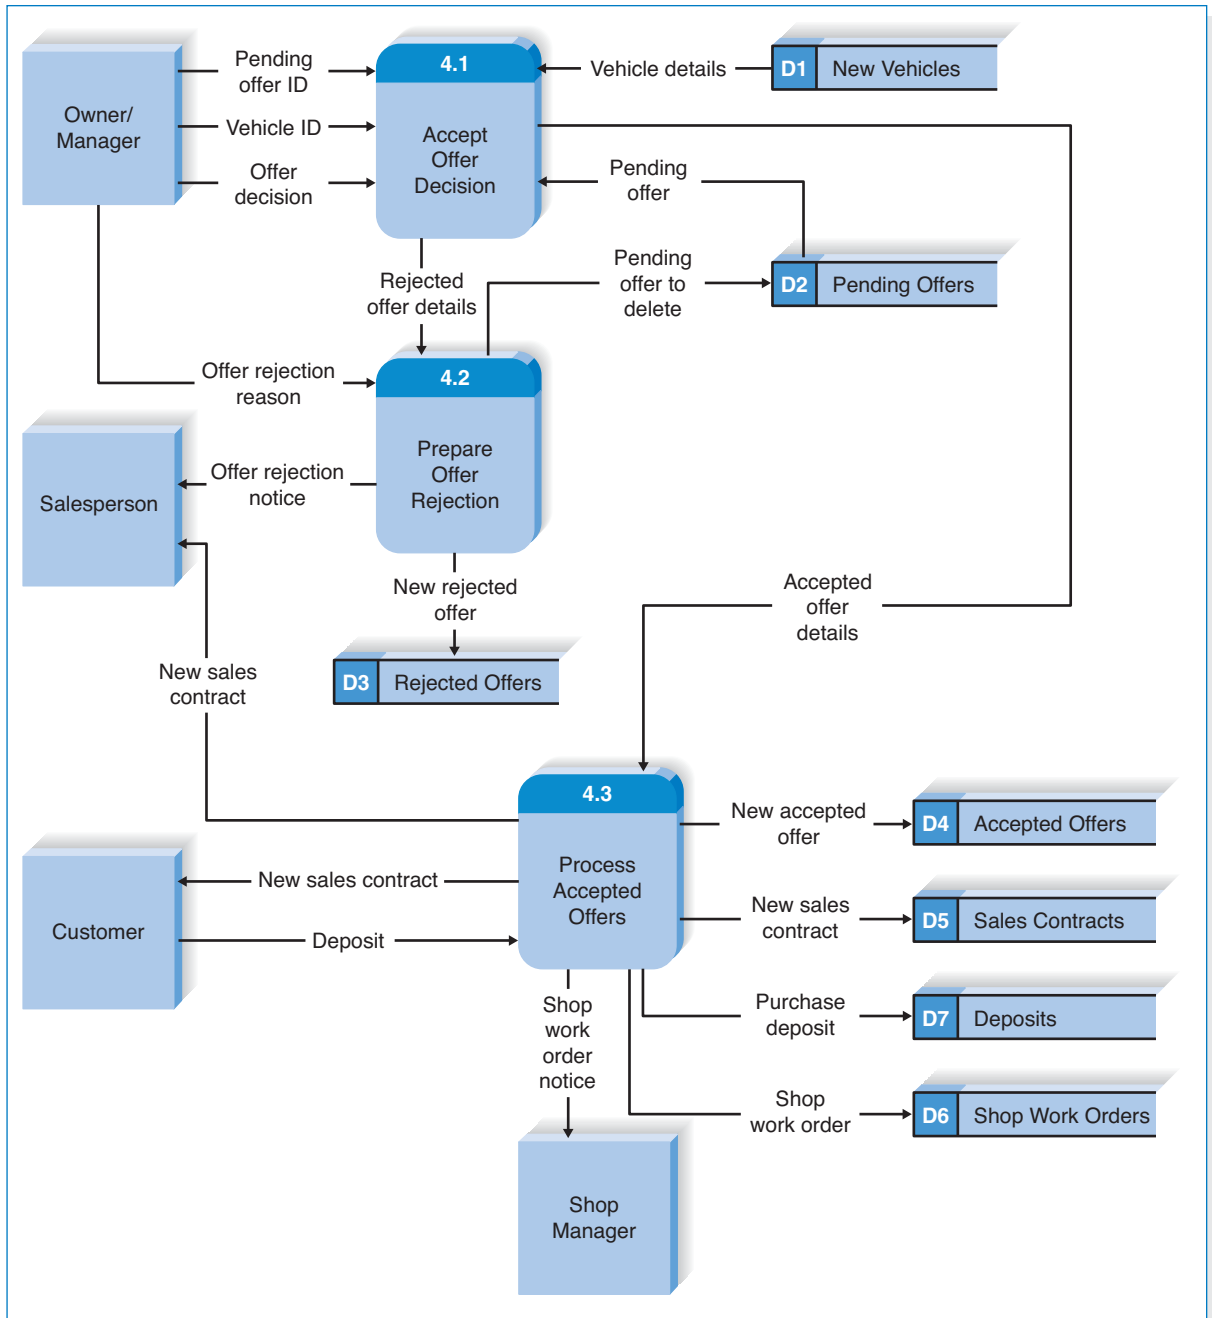 Pending
offer ID
Owner/
Manager
Vehicle ID
Offer
decision
4.1
Accept
Offer
Decision
Vehicle details
D1 New Vehicles
Pending
offer
Pending
offer to
delete
D2 Pending Offers
Rejected
offer details
Offer rejection
reason
4.2
Prepare
Offer
Rejection
Offer rejection
notice
Salesperson
New rejected
offer
D3 Rejected Offers
Accepted
offer
details
New sales
contract
4.3
Process
Accepted
Offers
New accepted
offer
D4 Accepted Offers
New sales contract
Customer
Deposit
New sales
contract
D5 Sales Contracts
Purchase
deposit
D7 Deposits
Shop
work order
D6 Shop Work Orders
Shop
work
order
notice
Shop
Manager